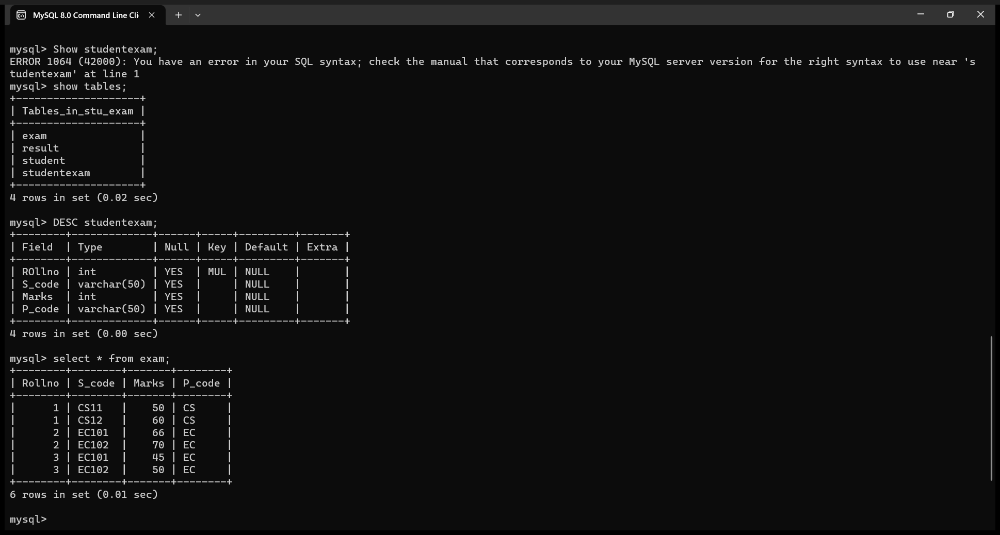 MySQL 8.0 Command Line Cli
mysql> Show studentexam;
ERROR 1064 (42000): You have an error in your SQL syntax; check the manual that corresponds to your MySQL server version for the right syntax to use near 's
tudentexam' at line 1
mysql> show tables;
+--------------------+
| Tables_in_stu_exam |
+--------------------+
| exam               |
| result             |
| student            |
| studentexam        |
+--------------------+
4 rows in set (0.02 sec)
mysql> DESC studentexam;
+--------+-------------+------+-----+---------+-------+
| Field  | Type        | Null | Key | Default | Extra |
+--------+-------------+------+-----+---------+-------+
| ROllno | int         | YES  | MUL | NULL    |       |
| S_code | varchar(50) | YES  |     | NULL    |       |
| Marks  | int         | YES  |     | NULL    |       |
| P_code | varchar(50) | YES  |     | NULL    |       |
+--------+-------------+------+-----+---------+-------+
4 rows in set (0.00 sec)
mysql> select * from exam;
+--------+--------+-------+--------+
| Rollno | S_code | Marks | P_code |
+--------+--------+-------+--------+
|      1 | CS11   |    50 | CS     |
|      1 | CS12   |    60 | CS     |
|      2 | EC101  |    66 | EC     |
|      2 | EC102  |    70 | EC     |
|      3 | EC101  |    45 | EC     |
|      3 | EC102  |    50 | EC     |
+--------+--------+-------+--------+
6 rows in set (0.01 sec)
mysql>